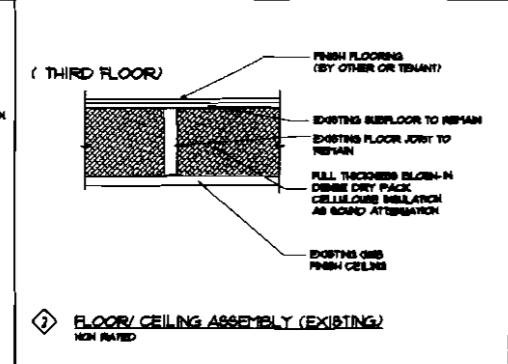 FINISH FLOORING
(BY OTHER OR TENANT)
( THIRD FLOOR)
EXISTING SUBFLOOR TO REMAIN
EXISTING FLOOR JOIST TO
REMAIN
FULL THICKNESS BLOWN-IN
DENSE DRY PACK
CELLULOSE INSULATION
AS SOUND ATTENUATION
EXISTING GWB
FINISH CEILING
2 FLOOR/ CEILING ASSEMBLY (EXISTING)
NON RATED